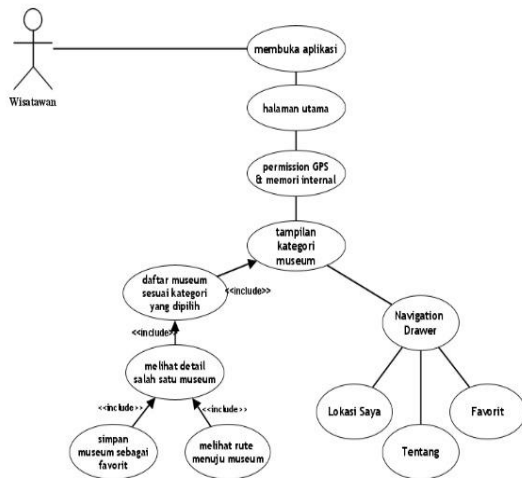 membuka aplikasi
Wisatawan
halaman utama
permission GPS
& memori internal
tampilan
kategori
museum
daftar museum
sesuai kategori
yang dipilih
<<include>>
<<include>>
Navigation
Drawer
melihat detail
salah satu museum
<<include>>
<<include>>
Lokasi Saya
Favorit
simpan
museum sebagai
favorit
melihat rute
menuju museum
Tentang